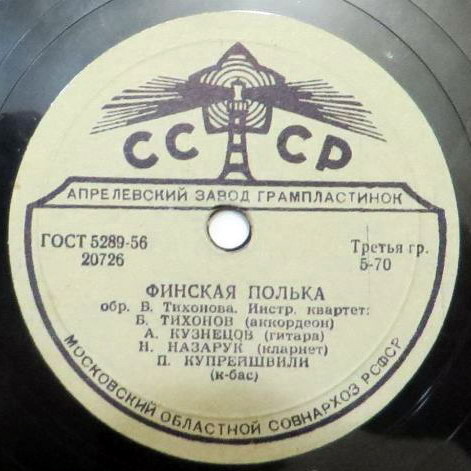 СССР
АПРЕЛЕВСКИЙ ЗАВОД ГРАМПЛАСТИНОК
ГОСТ 5289-56
20726
Третья гр.
5-70
ФИНСКАЯ ПОЛЬКА
обр. В. Тихонова. Инстр. квартет:
Б. ТИХОНОВ (аккордеон)
А. КУЗНЕЦОВ (гитара)
Н. НАЗАРУК (кларнет)
П. КУПРЕЙШВИЛИ
(к-бас)
МОСКОВСКИЙ ОБЛАСТНОЙ СОВНАРХОЗ РСФСР